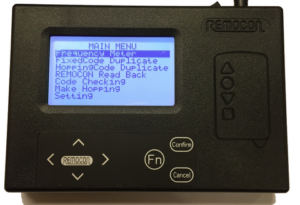 REMOCON
MAIN MENU
Frequency Meter
FixedCode Duplicate
HoppingCode Duplicate
REMOCON Read Back
Code Checking
Make Hopping
Setting
REMOCON
Fn
Confirm
Cancel